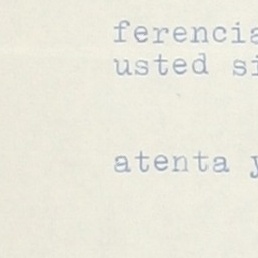 ferencia
usted si
atenta y